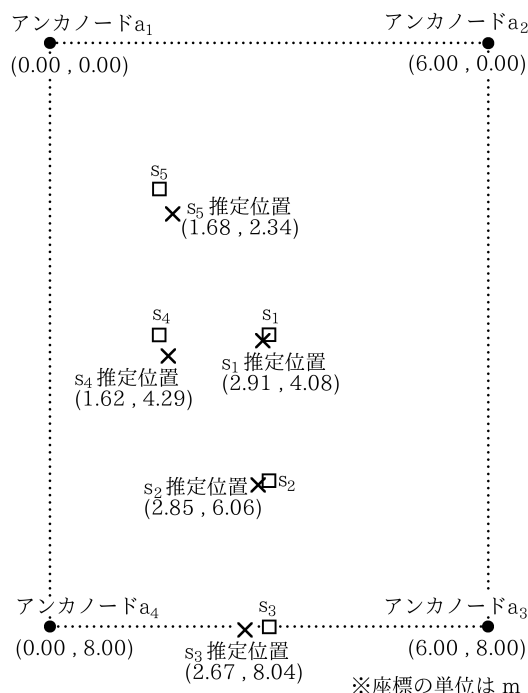 アンカノードa1
アンカノードa2
(0.00 , 0.00)
(6.00 , 0.00)
s5
s5 推定位置
(1.68 , 2.34)
s4
s1
s4 推定位置
(1.62 , 4.29)
s1 推定位置
(2.91 , 4.08)
s2 推定位置
s2
(2.85 , 6.06)
アンカノードa4
s3
アンカノードa3
(0.00 , 8.00)
(6.00 , 8.00)
s3 推定位置
(2.67 , 8.04)
※座標の単位は m